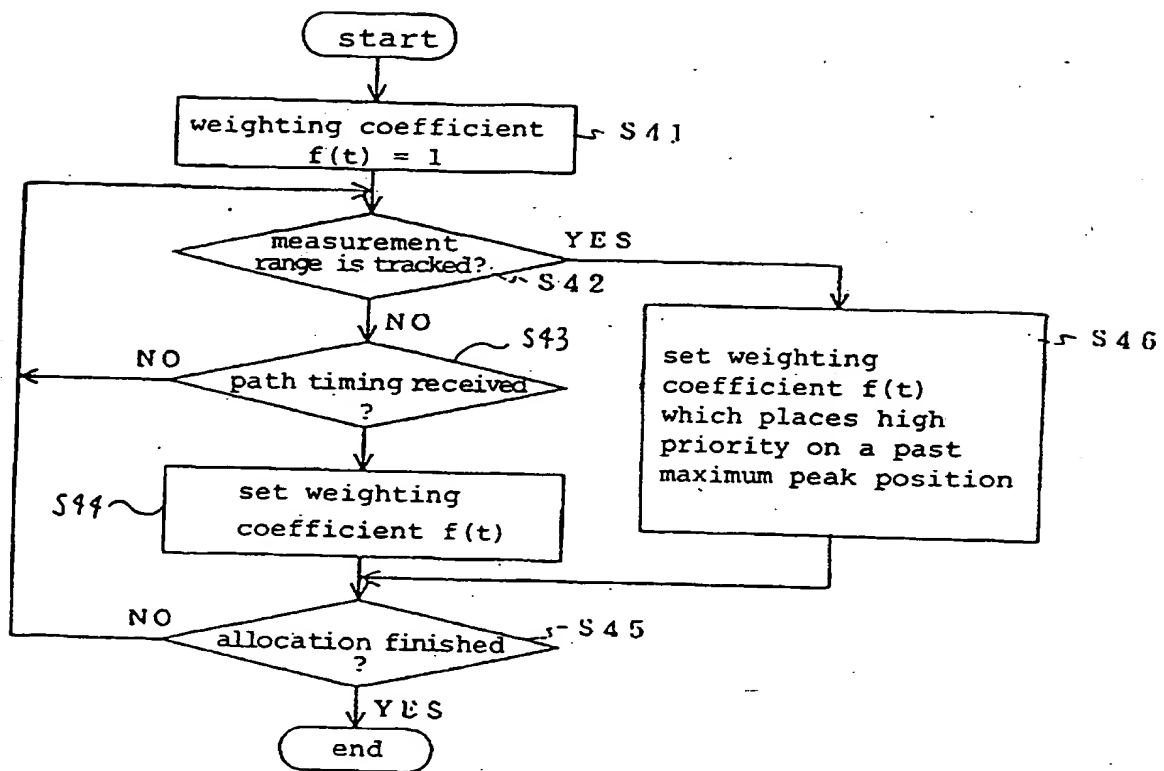 start
weighting coefficient
f(t) = 1
S41
measurement
range is tracked?
YES
S42
NO
S43
NO
path timing received
?
S46
set weighting
coefficient f(t)
which places high
priority on a past
maximum peak position
S44
set weighting
coefficient f(t)
NO
S45
allocation finished
?
YES
end